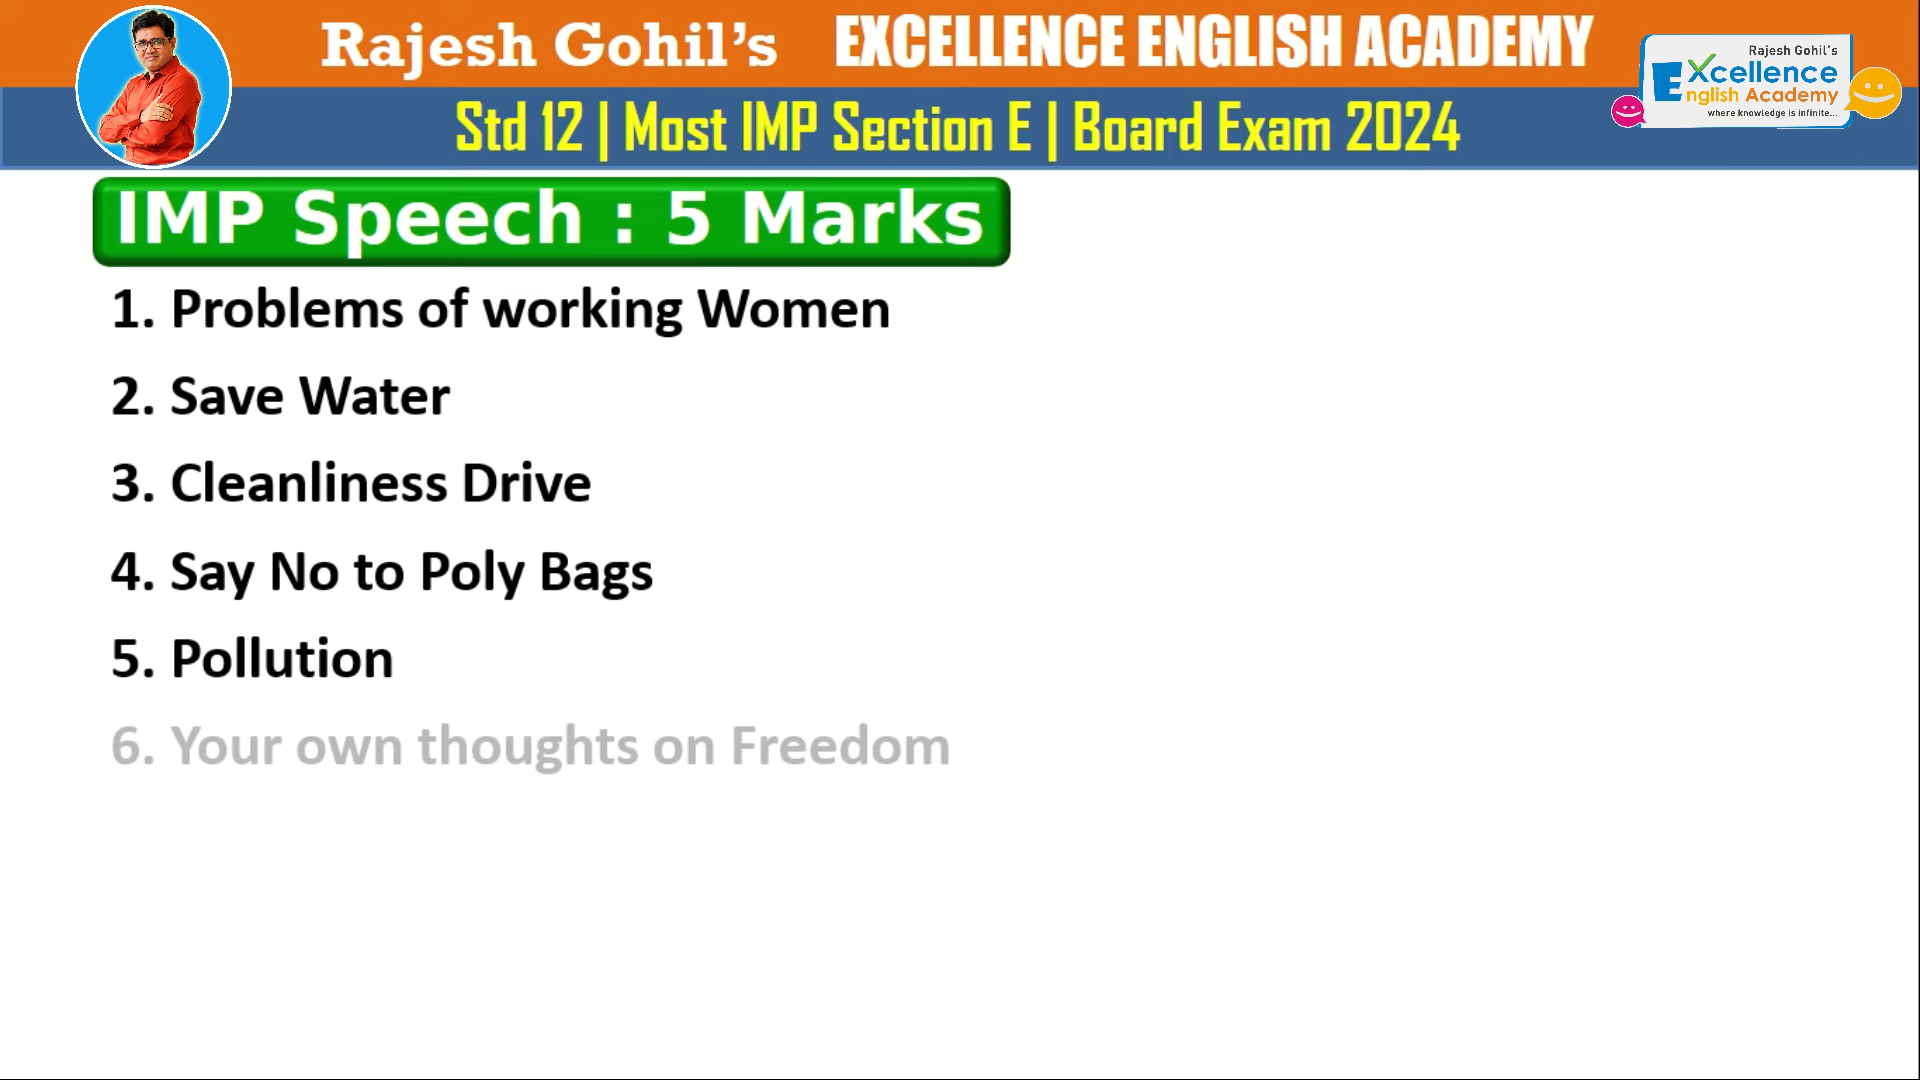 Rajesh Gohil's EXCELLENCE ENGLISH ACADEMY
Rajesh Gohil's
Excellence
English Academy
where knowledge is infinite...
Std 12 | Most IMP Section E | Board Exam 2024
IMP Speech : 5 Marks
1. Problems of working Women
2. Save Water
3. Cleanliness Drive
4. Say No to Poly Bags
5. Pollution
6. Your own thoughts on Freedom